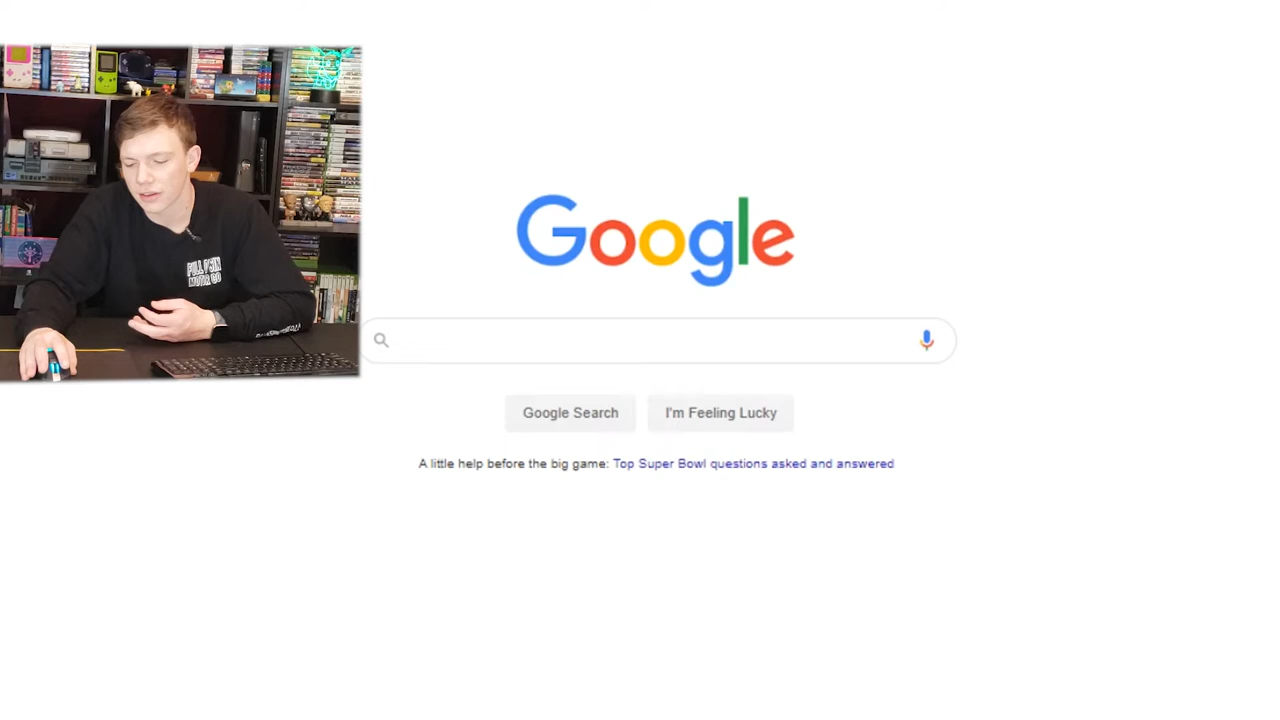 Google
Google Search
I'm Feeling Lucky
A little help before the big game: Top Super Bowl questions asked and answered